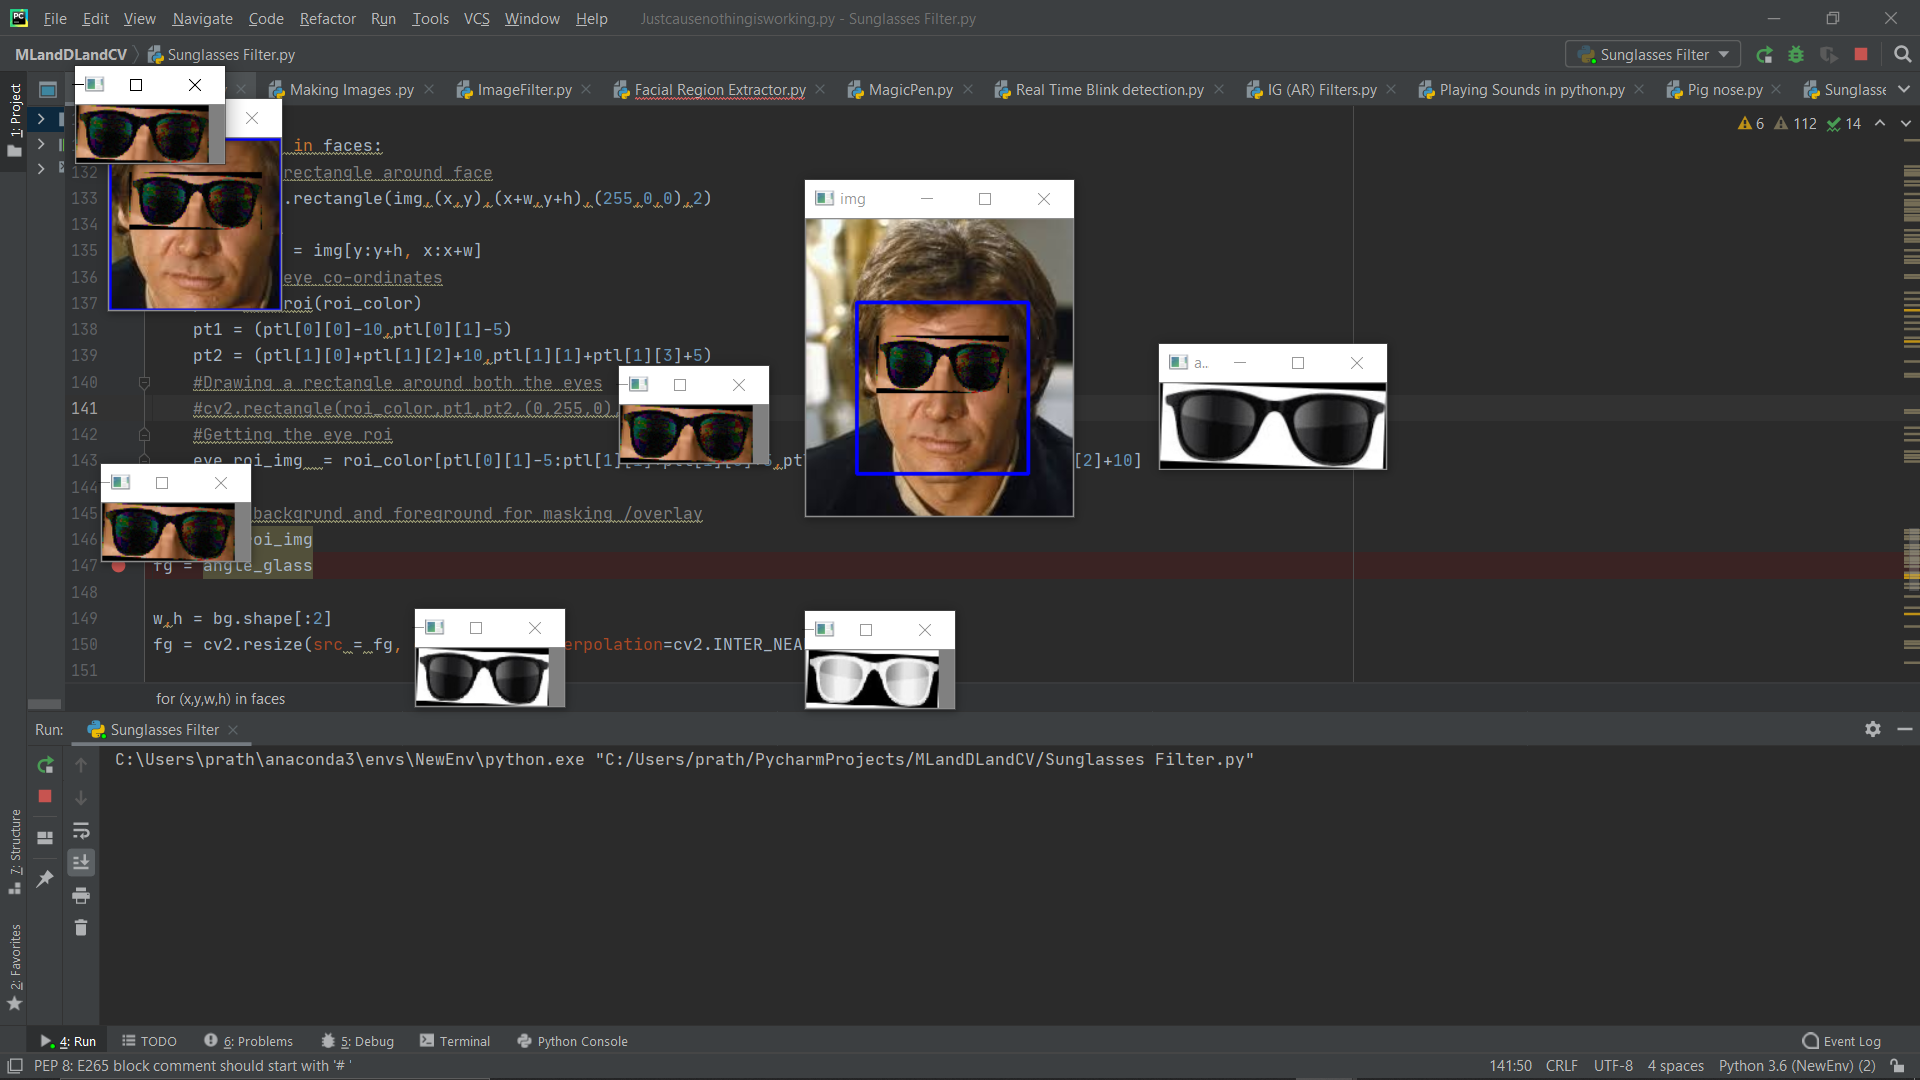 PC File Edit View Navigate Code Refactor Run Tools VCS Window Help Justcausenothingisworking.py - Sunglasses Filter.py
MLandDLandCV Sunglasses Filter.py Sunglasses Filter
Making Images .py ImageFilter.py Facial Region Extractor.py MagicPen.py Real Time Blink detection.py IG (AR) Filters.py Playing Sounds in python.py Pig nose.py Sunglasse
1: Project
6 112 14
in faces:
132 rectangle around face
133 .rectangle(img,(x,y),(x+w,y+h),(255,0,0),2)
134
135 = img[y:y+h, x:x+w]
136 eye co-ordinates
137 roi(roi_color)
138 pt1 = (ptl[0][0]-10,ptl[0][1]-5)
139 pt2 = (ptl[1][0]+ptl[1][2]+10,ptl[1][1]+ptl[1][3]+5)
140 #Drawing a rectangle around both the eyes
141 #cv2.rectangle(roi_color,pt1,pt2,(0,255,0)
142 #Getting the eye roi
143 eye_roi_img = roi_color[ptl[0][1]-5:ptl[1] [2]+10]
144
145 backgrund and foreground for masking /overlay
146 oi_img
147 fg = angle_glass
148
149 w,h = bg.shape[:2]
150 fg = cv2.resize(src = fg, erpolation=cv2.INTER_NEA
151
img
a..
for (x,y,w,h) in faces
Run: Sunglasses Filter
C:\Users\prath\anaconda3\envs\NewEnv\python.exe "C:/Users/prath/PycharmProjects/MLandDLandCV/Sunglasses Filter.py"
7: Structure
2: Favorites
4: Run TODO 6: Problems 5: Debug Terminal Python Console Event Log
PEP 8: E265 block comment should start with '# ' 141:50 CRLF UTF-8 4 spaces Python 3.6 (NewEnv) (2)